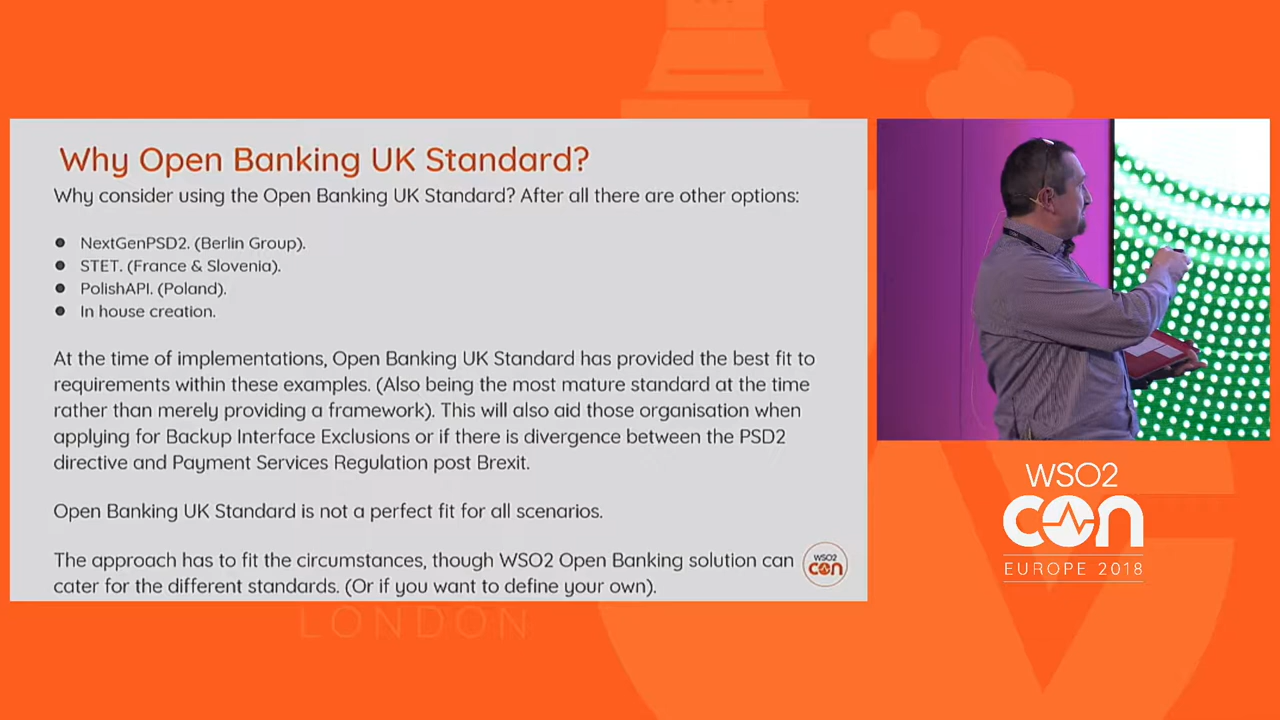 Why Open Banking UK Standard?
Why consider using the Open Banking UK Standard? After all there are other options:
● NextGenPSD2. (Berlin Group).
● STET. (France & Slovenia).
● PolishAPI. (Poland).
● In house creation.
At the time of implementations, Open Banking UK Standard has provided the best fit to
requirements within these examples. (Also being the most mature standard at the time
rather than merely providing a framework). This will also aid those organisation when
applying for Backup Interface Exclusions or if there is divergence between the PSD2
directive and Payment Services Regulation post Brexit.
Open Banking UK Standard is not a perfect fit for all scenarios.
The approach has to fit the circumstances, though WSO2 Open Banking solution can
cater for the different standards. (Or if you want to define your own).
WSO2
CON
WSO2
CON
EUROPE 2018
LONDON